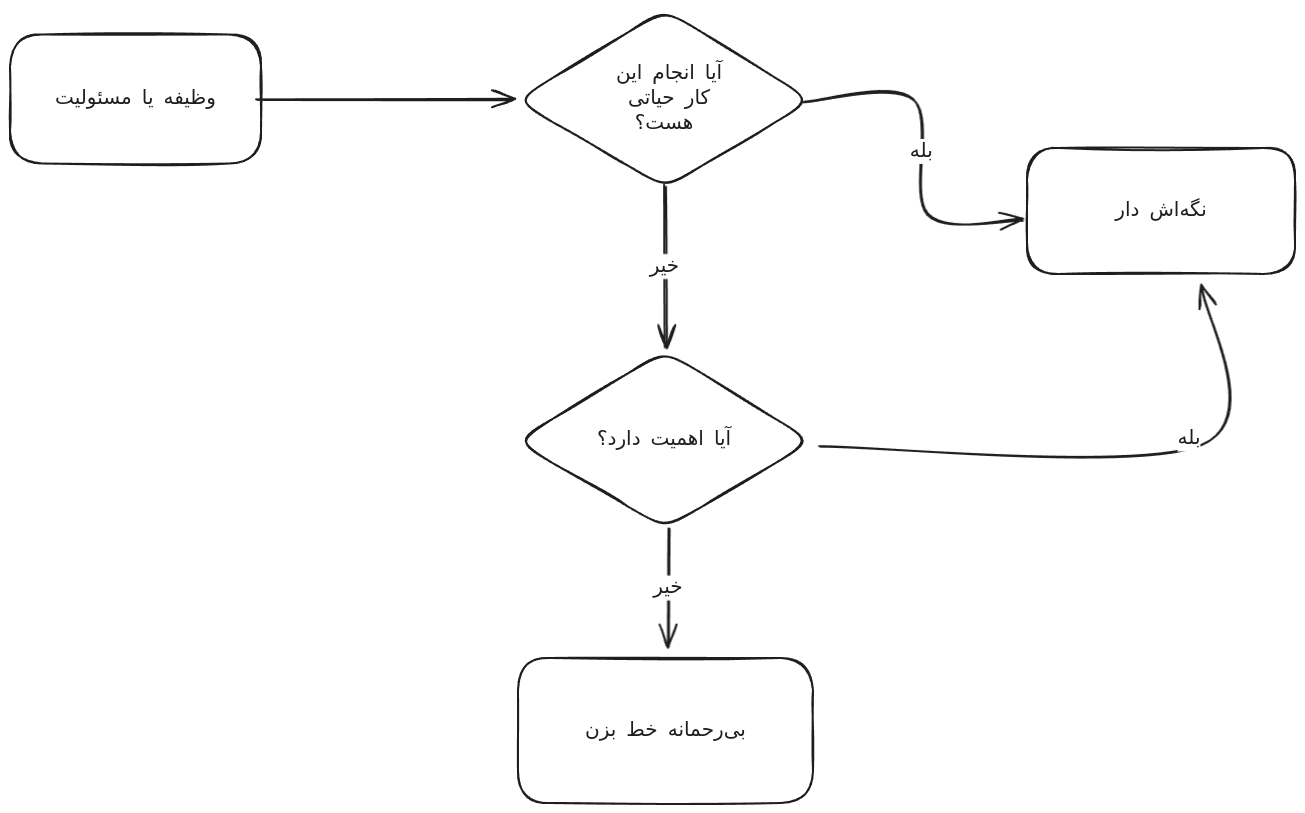 وظیفه یا مسئولیت
آیا انجام این
کار حیاتی
هست؟
بله
نگه‌اش دار
خیر
آیا اهمیت دارد؟
بله
خیر
بی‌رحمانه خط بزن